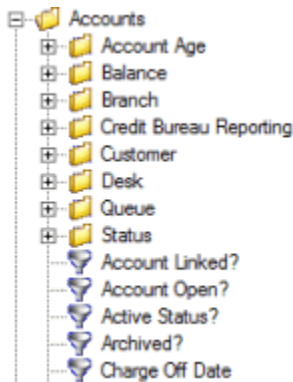 Accounts
Account Age
Balance
Branch
Credit Bureau Reporting
Customer
Desk
Queue
Status
Account Linked?
Account Open?
Active Status?
Archived?
Charge Off Date